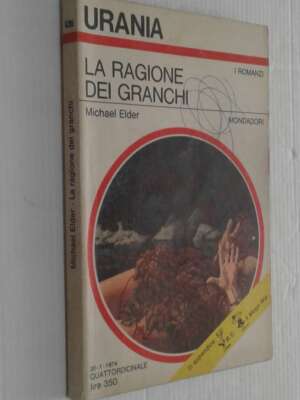 URANIA
LA RAGIONE
DEI GRANCHI
I ROMANZI
MONDADORI
Michael Elder
QUATTORDICINALE
lire 350
Michael Elder - La ragione dei granchi